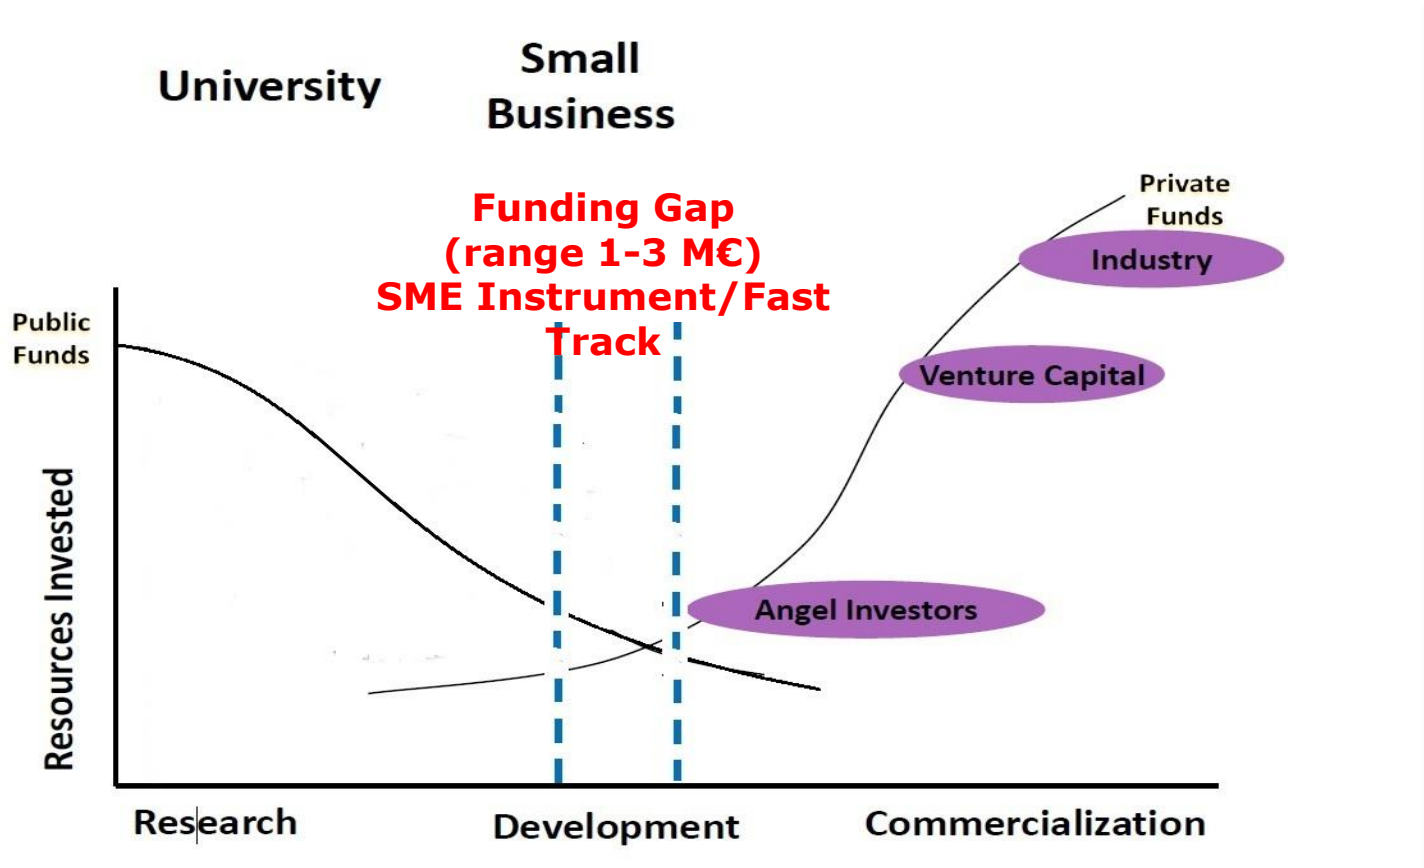 University
Small
Business
Funding Gap
(range 1-3 M€)
SME Instrument/Fast
Track
Private
Funds
Industry
Public
Funds
Venture Capital
Resources Invested
Angel Investors
Research
Development
Commercialization